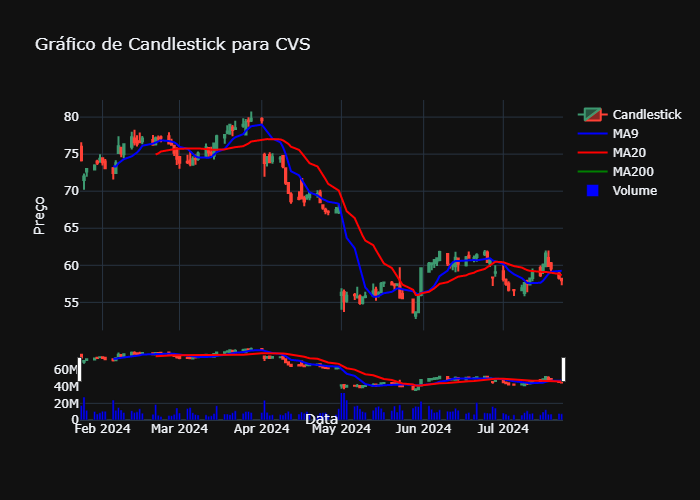 Gráfico de Candlestick para CVS
Candlestick
MA9
MA20
MA200
Volume
Preço
80
75
70
65
60
55
60M
40M
20M
0
Feb 2024
Mar 2024
Apr 2024
May 2024
Jun 2024
Jul 2024
Data